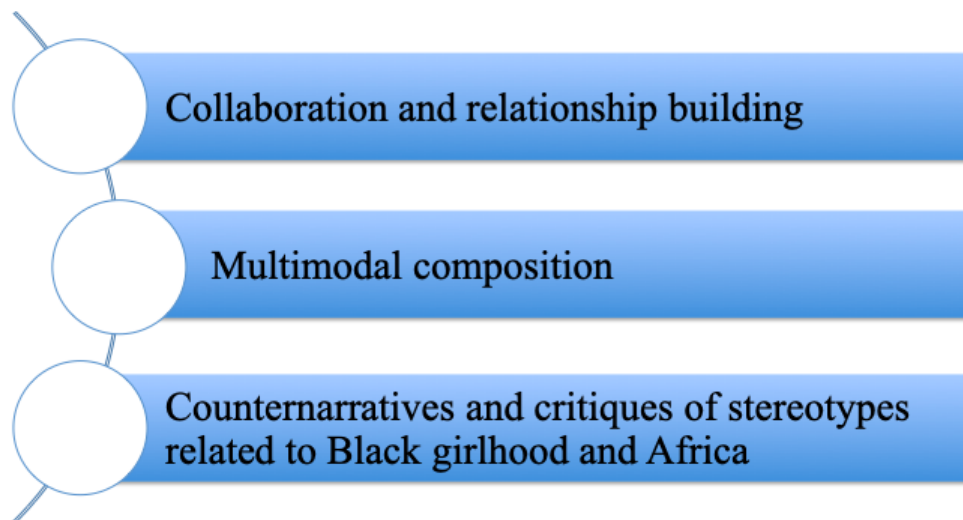 Collaboration and relationship building
Multimodal composition
Counternarratives and critiques of stereotypes
related to Black girlhood and Africa